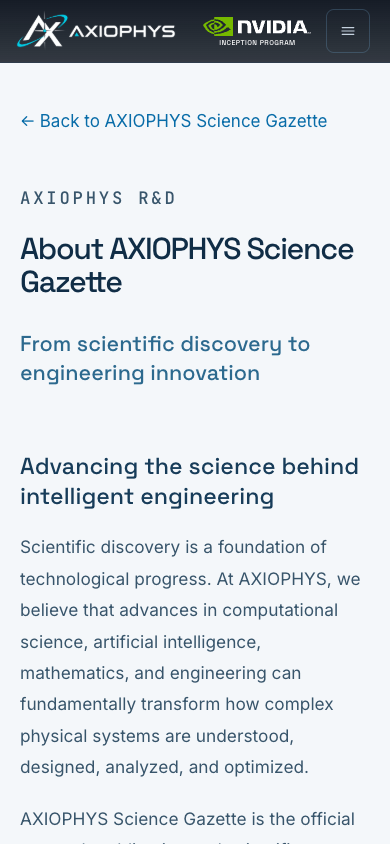 AXIOPHYS
NVIDIA
INCEPTION PROGRAM
← Back to AXIOPHYS Science Gazette
AXIOPHYS R&D
About AXIOPHYS Science
Gazette
From scientific discovery to
engineering innovation
Advancing the science behind
intelligent engineering
Scientific discovery is a foundation of
technological progress. At AXIOPHYS, we
believe that advances in computational
science, artificial intelligence,
mathematics, and engineering can
fundamentally transform how complex
physical systems are understood,
designed, analyzed, and optimized.
AXIOPHYS Science Gazette is the official